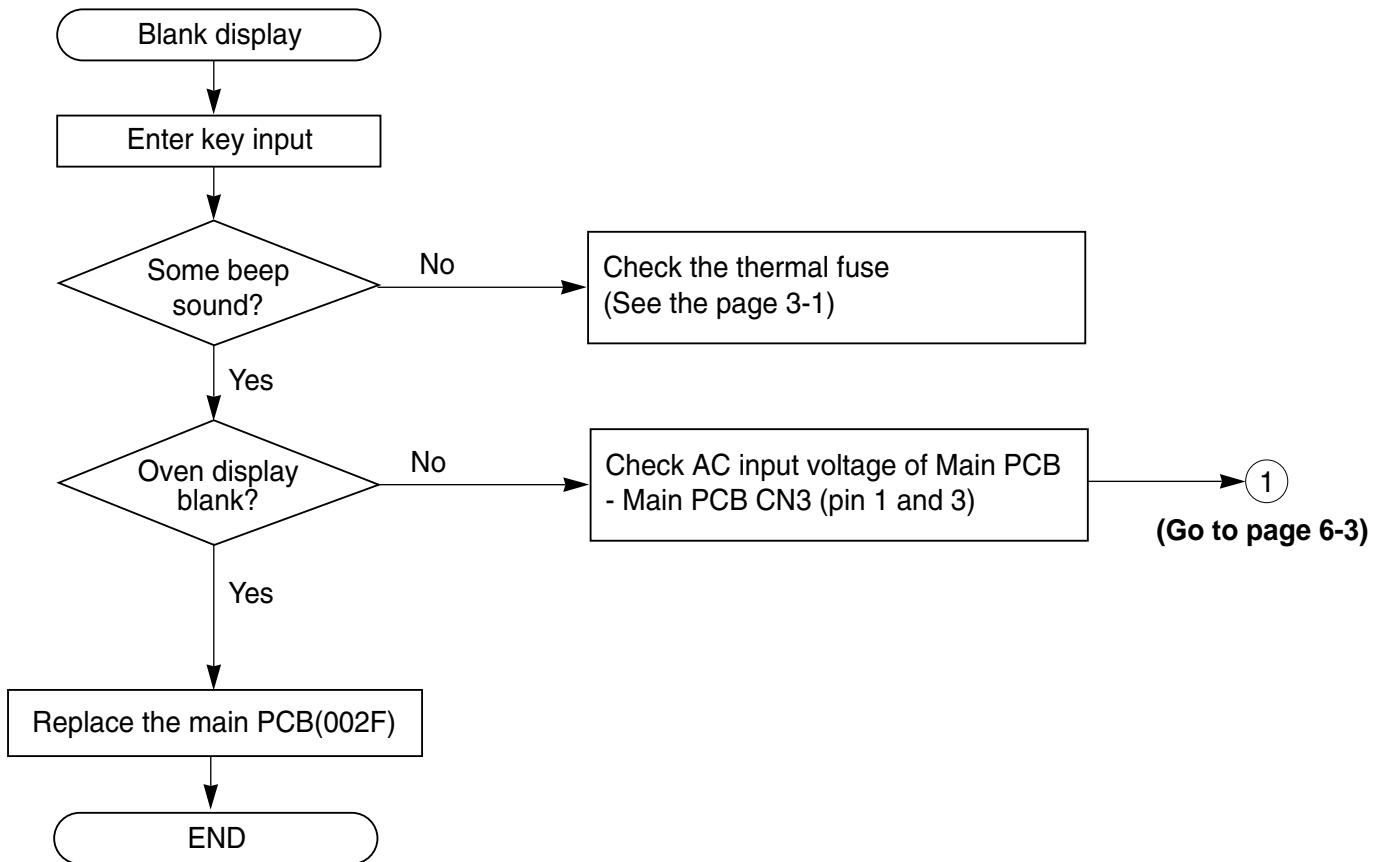 Blank display
Enter key input
Some beep
sound?
No
Check the thermal fuse
(See the page 3-1)
Yes
Oven display
blank?
No
Check AC input voltage of Main PCB
- Main PCB CN3 (pin 1 and 3)
1
(Go to page 6-3)
Yes
Replace the main PCB(002F)
END